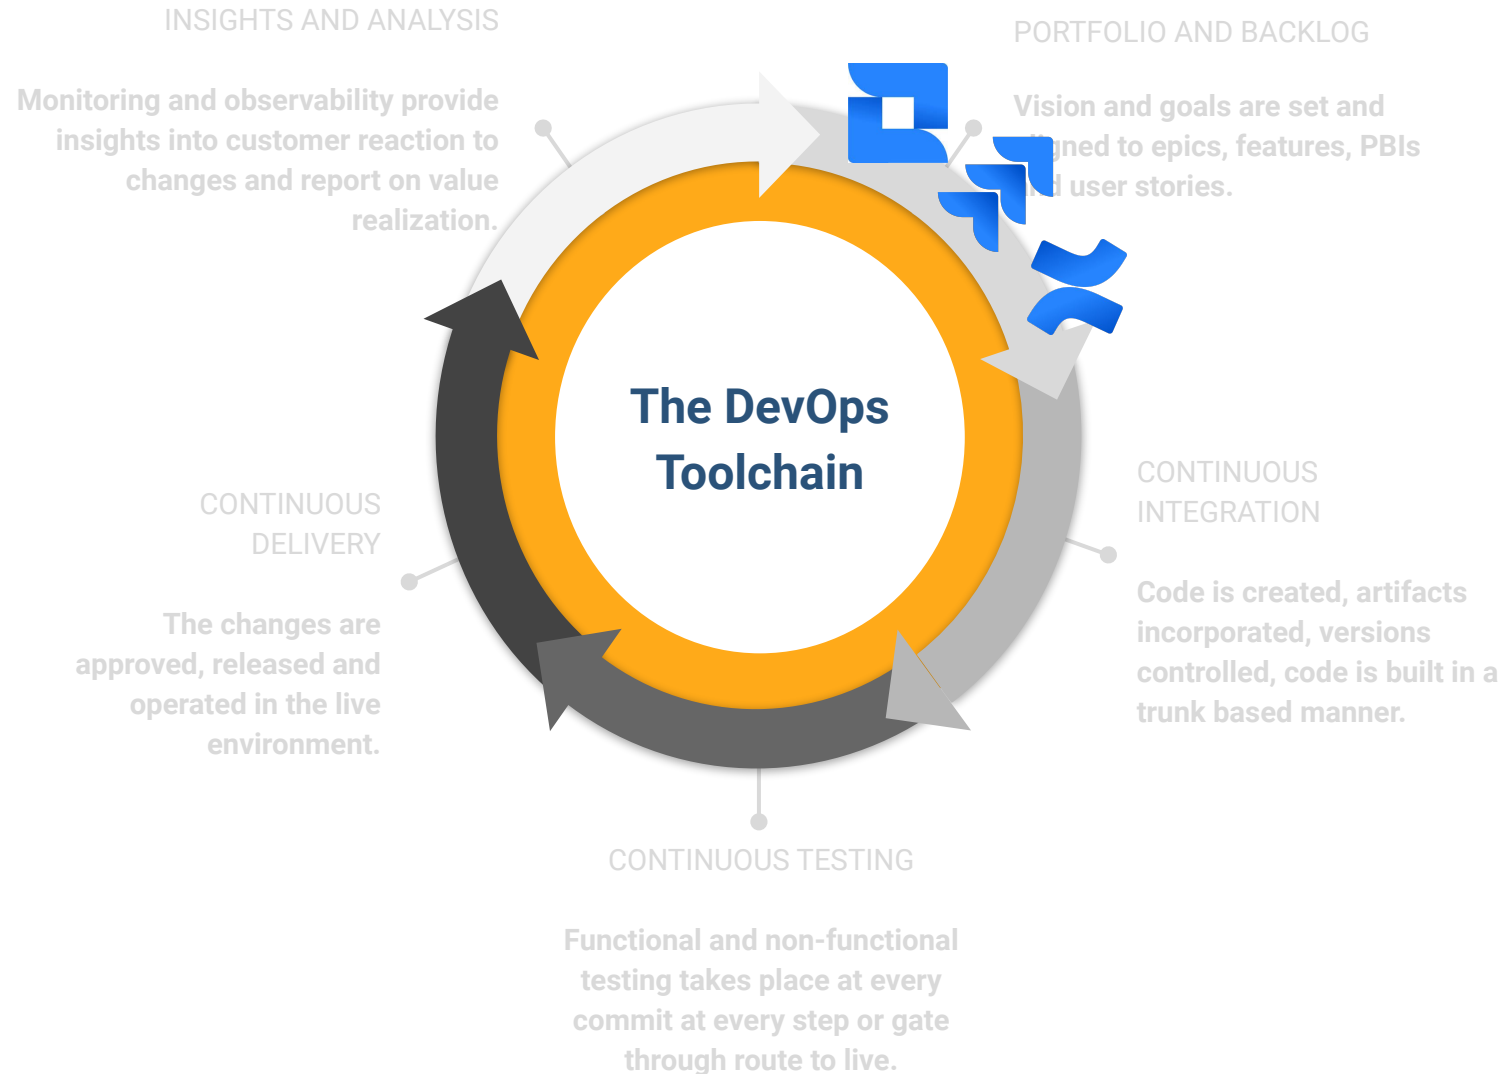 INSIGHTS AND ANALYSIS
Monitoring and observability provide
insights into customer reaction to
changes and report on value
realization.
PORTFOLIO AND BACKLOG
Vision and goals are set and
to epics, features, PBIs
user stories.
The DevOps
Toolchain
CONTINUOUS
INTEGRATION
Code is created, artifacts
incorporated, versions
controlled, code is built in a
trunk based manner.
CONTINUOUS
DELIVERY
The changes are
approved, released and
operated in the live
environment.
CONTINUOUS TESTING
Functional and non-functional
testing takes place at every
commit at every step or gate
through route to live.